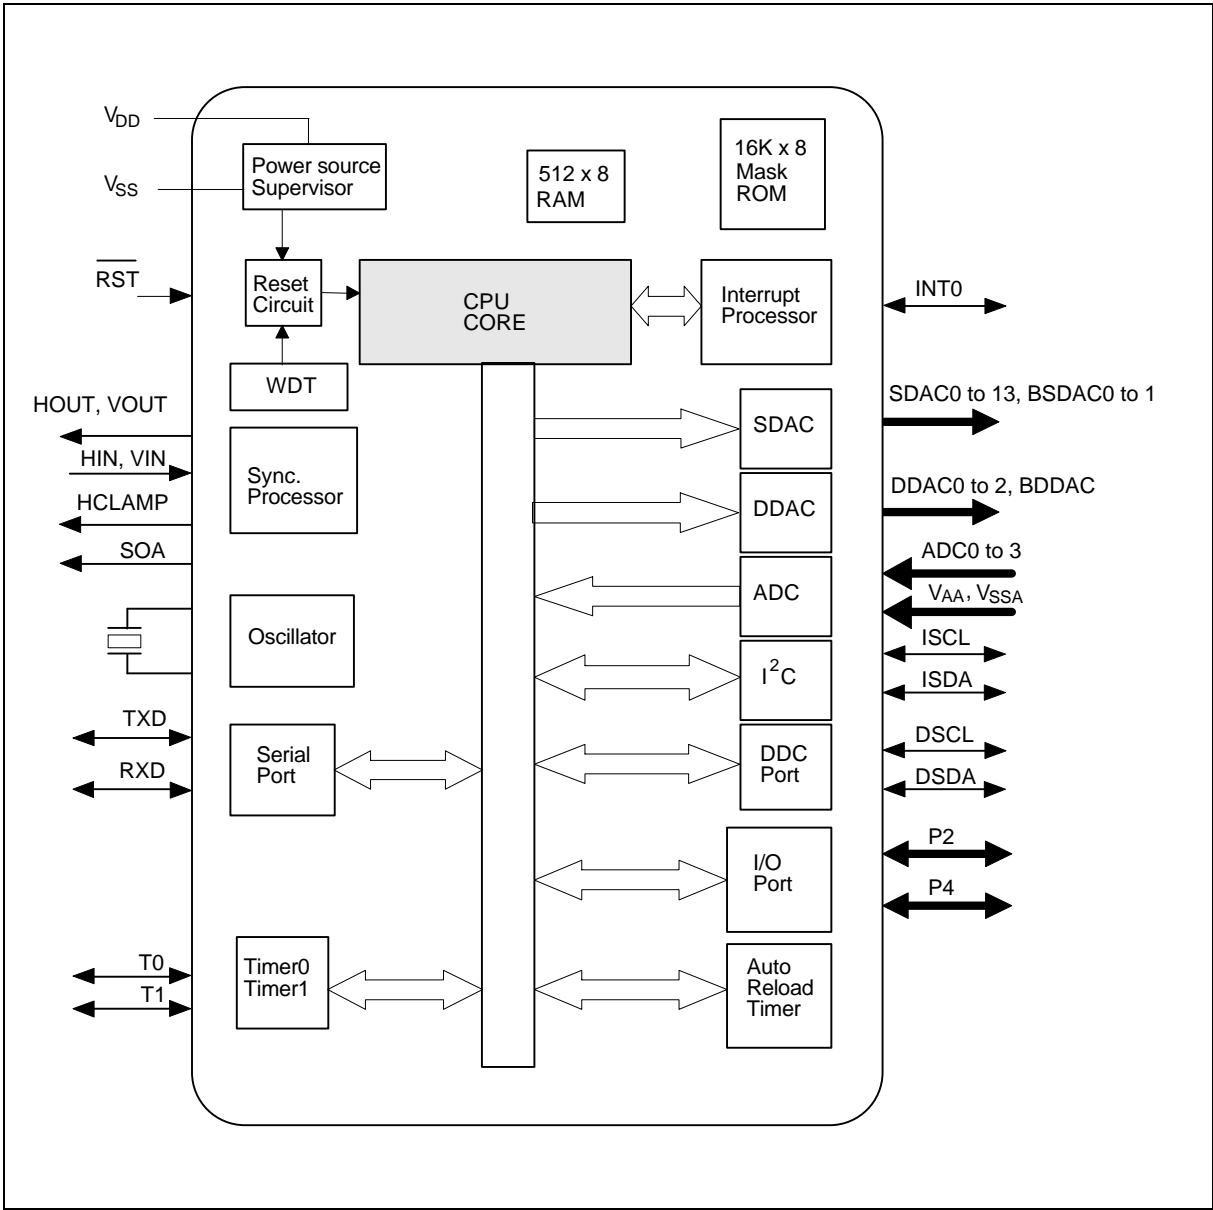 VDD
VSS
RST
Power source
Supervisor
512 x 8
RAM
16K x 8
Mask
ROM
Reset
Circuit
CPU
CORE
Interrupt
Processor
INT0
WDT
HOUT, VOUT
HIN, VIN
HCLAMP
SOA
Sync.
Processor
SDAC
SDAC0 to 13, BSDAC0 to 1
DDAC
DDAC0 to 2, BDDAC
ADC
ADC0 to 3
VAA, VSSA
Oscillator
I2C
ISCL
ISDA
TXD
RXD
Serial
Port
DDC
Port
DSCL
DSDA
I/O
Port
P2
P4
T0
T1
Timer0
Timer1
Auto
Reload
Timer